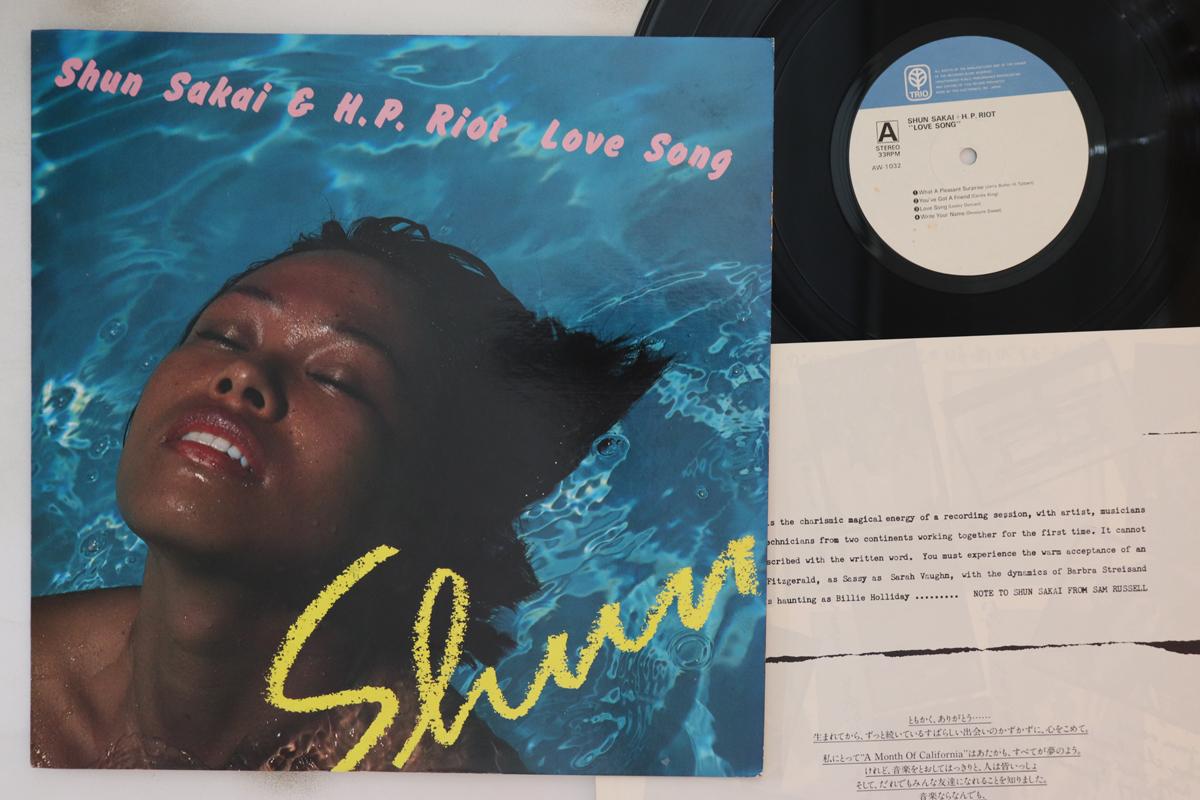 Shun Sakai & H.P. Riot Love Song
Shun
TRIO
SHUN SAKAI + H.P. RIOT
"LOVE SONG"
A
STEREO
33RPM
AW-1032
❶What A Pleasant Surprise
❷You've Got A Friend (Carole King)
❸Love Song (Lesley Duncan)
❹Write Your Name
s the charismic magical energy of a recording session, with artist, musicians
echnicians from two continents working together for the first time. It cannot
scribed with the written word. You must experience the warm acceptance of an
Fitzgerald, as Sassy as Sarah Vaughn, with the dynamics of Barbra Streisand
s haunting as Billie Holliday ......... NOTE TO SHUN SAKAI FROM SAM RUSSELL
ともかく、ありがとう……
生まれてから、ずっと続いているすばらしい出会いのかずかずに、心をこめて。
私にとって"A Month Of California"はあたかも、すべてが夢のよう。
けれど、音楽をとおしてはっきりと、人は皆いっしょ
そして、だれでもみんな友達になれることを知りました。
音楽ならなんでも、